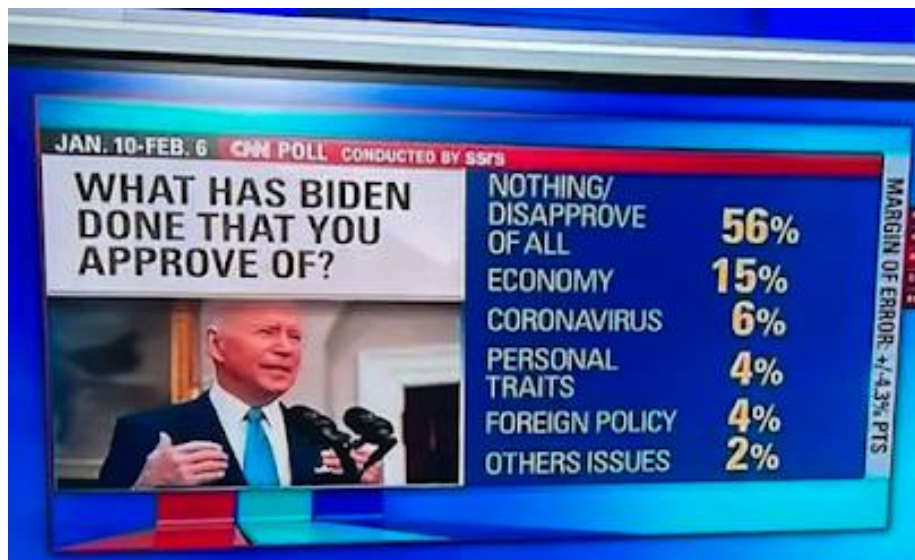 JAN. 10-FEB. 6 CNN POLL CONDUCTED BY SSRS
WHAT HAS BIDEN
DONE THAT YOU
APPROVE OF?
NOTHING/
DISAPPROVE
OF ALL 56%
ECONOMY 15%
CORONAVIRUS 6%
PERSONAL
TRAITS 4%
FOREIGN POLICY 4%
OTHERS ISSUES 2%
MARGIN OF ERROR: +/-4.3% PTS